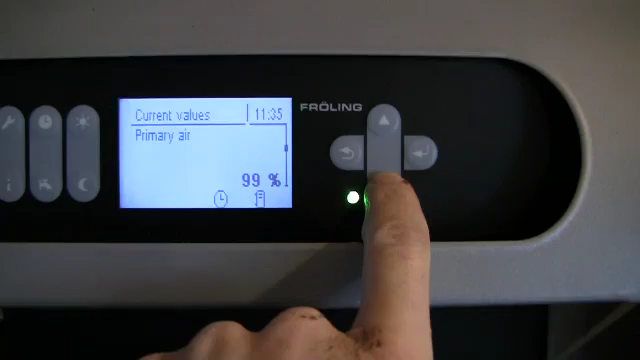 Current values 11:35
Primary air
99 %
FRÖLING
i